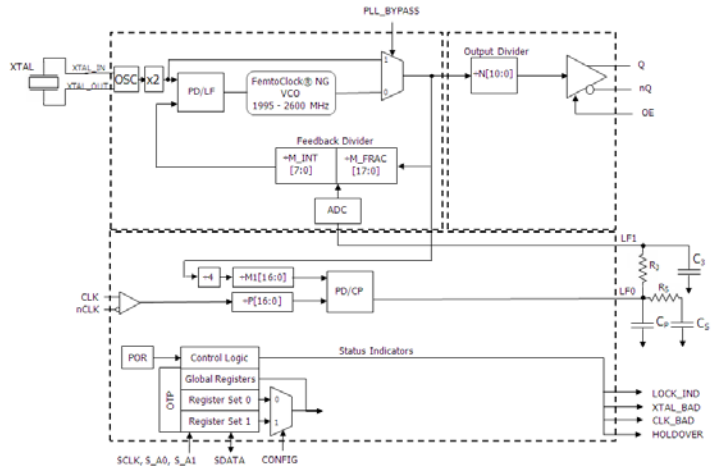 PLL_BYPASS
XTAL
XTAL_IN
XTAL_OUT
OSC
x2
PD/LF
FemtoClock® NG
VCO
1995 - 2600 MHz
1
0
Output Divider
÷N[10:0]
Q
nQ
OE
Feedback Divider
÷M_INT
[7:0]
÷M_FRAC
[17:0]
ADC
LF1
÷4
÷M1[16:0]
÷P[16:0]
PD/CP
CLK
nCLK
LF0
R3
C3
RS
CP
CS
POR
Control Logic
Status Indicators
Global Registers
OTP
Register Set 0
Register Set 1
0
1
LOCK_IND
XTAL_BAD
CLK_BAD
HOLDOVER
SCLK, S_A0, S_A1
SDATA
CONFIG